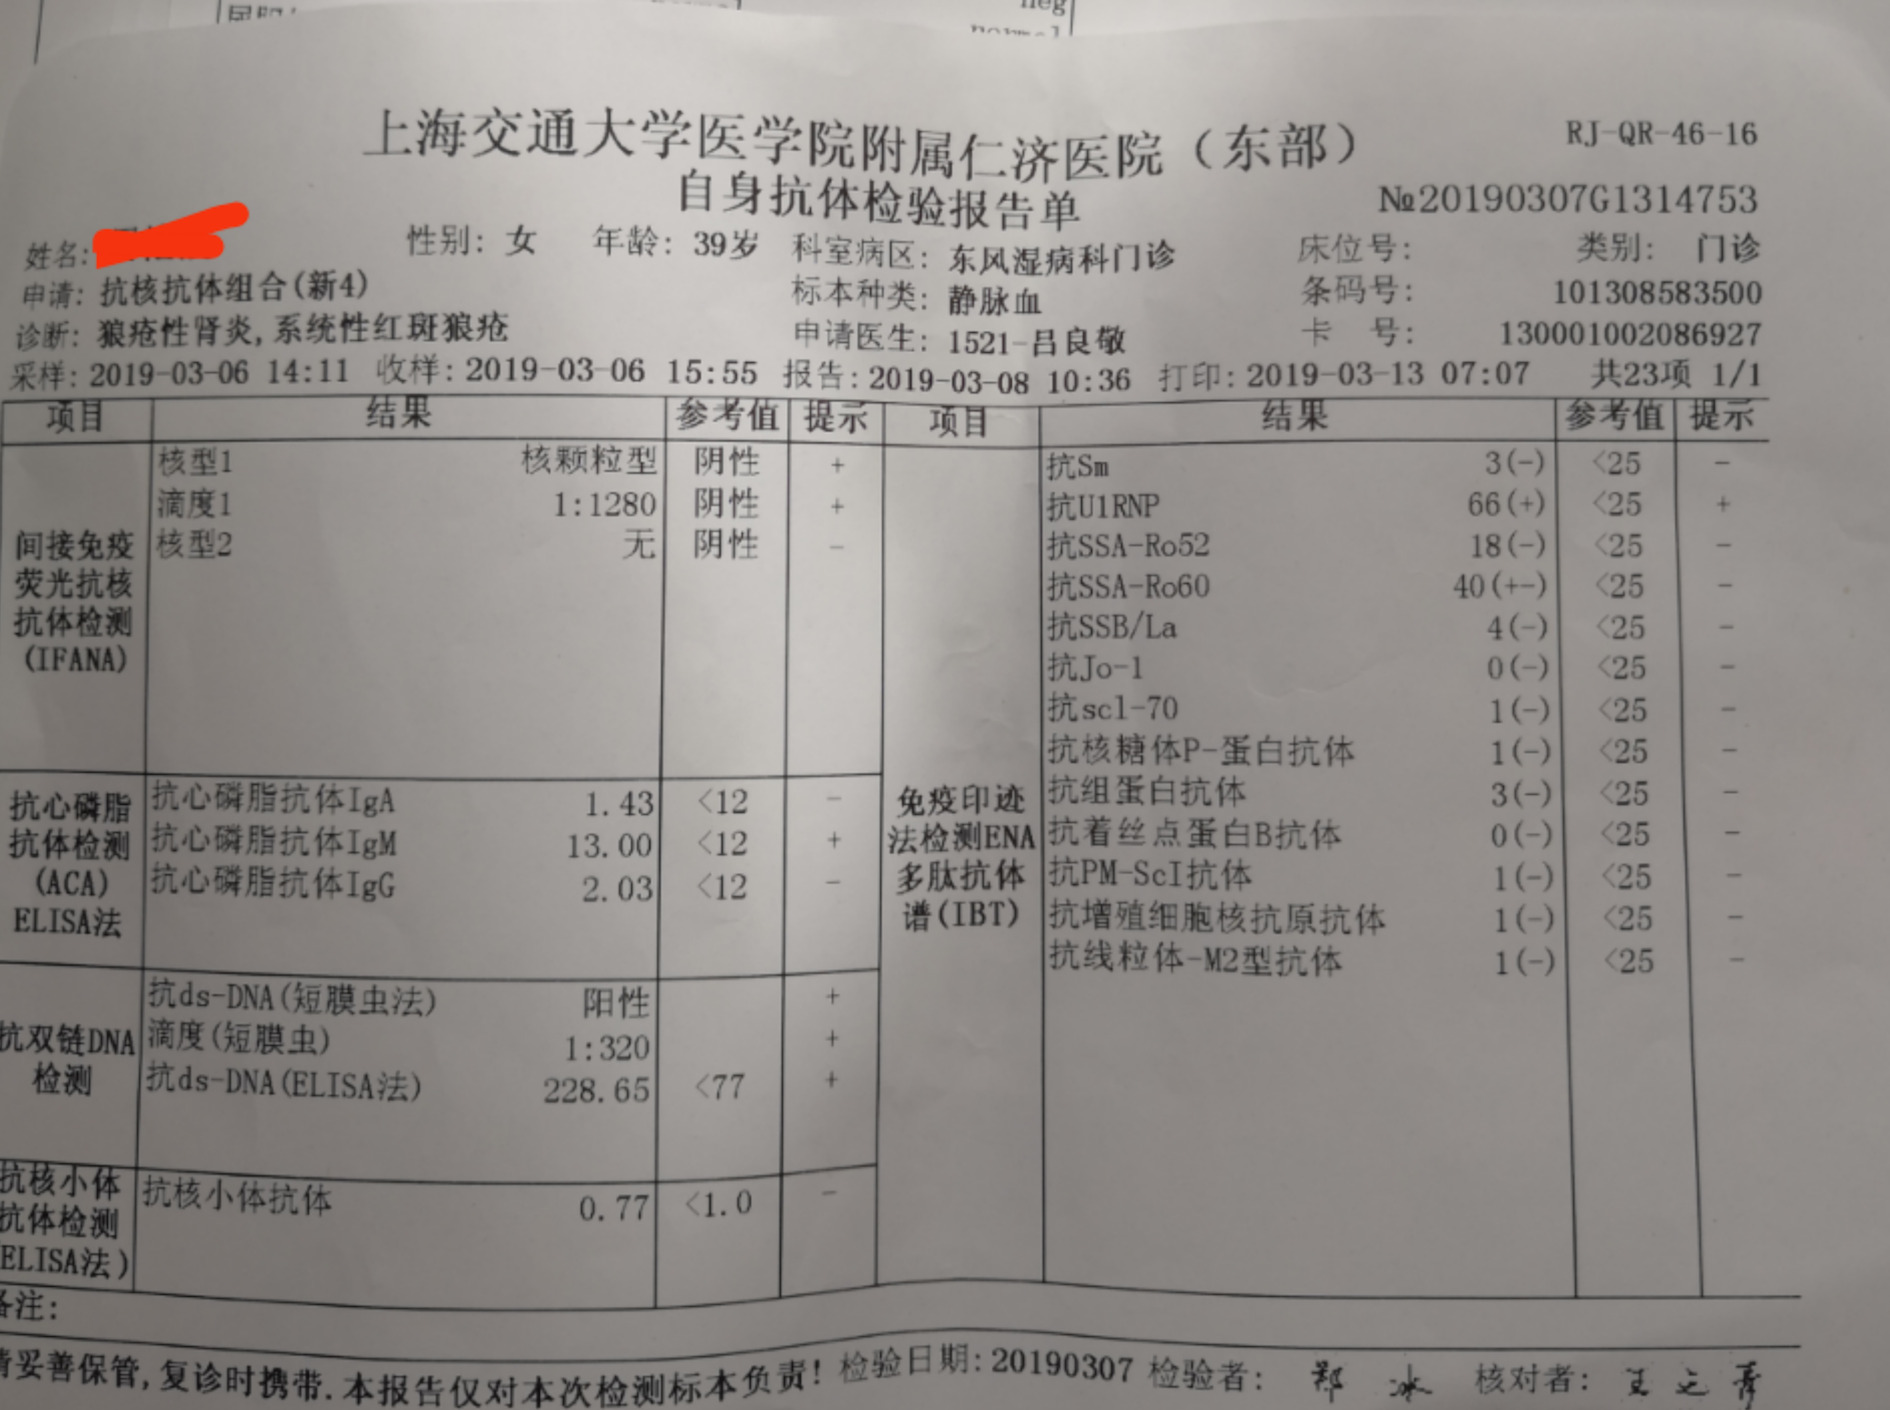 neg
上海交通大学医学院附属仁济医院（东部） RJ-QR-46-16
自身抗体检验报告单 №20190307G1314753
姓名: 性别: 女 年龄: 39岁 科室病区: 东风湿病科门诊 床位号: 类别: 门诊
申请: 抗核抗体组合(新4) 标本种类: 静脉血 条码号: 101308583500
诊断: 狼疮性肾炎,系统性红斑狼疮 申请医生: 1521-吕良敬 卡 号: 130001002086927
采样: 2019-03-06 14:11 收样: 2019-03-06 15:55 报告: 2019-03-08 10:36 打印: 2019-03-13 07:07 共23项 1/1
项目 结果 参考值 提示 项目 结果 参考值 提示
间接免疫
荧光抗核
抗体检测
(IFANA)
核型1 核颗粒型 阴性 +
滴度1 1:1280 阴性 +
核型2 无 阴性 -
抗心磷脂
抗体检测
(ACA)
ELISA法
抗心磷脂抗体IgA 1.43 <12 -
抗心磷脂抗体IgM 13.00 <12 +
抗心磷脂抗体IgG 2.03 <12 -
抗双链DNA
检测
抗ds-DNA(短膜虫法) 阳性 +
滴度(短膜虫) 1:320 +
抗ds-DNA(ELISA法) 228.65 <77 +
抗核小体
抗体检测
ELISA法)
抗核小体抗体 0.77 <1.0 -
免疫印迹
法检测ENA
多肽抗体
谱(IBT)
抗Sm 3(-) <25 -
抗U1RNP 66(+) <25 +
抗SSA-Ro52 18(-) <25 -
抗SSA-Ro60 40(+-) <25 -
抗SSB/La 4(-) <25 -
抗Jo-1 0(-) <25 -
抗scl-70 1(-) <25 -
抗核糖体P-蛋白抗体 1(-) <25 -
抗组蛋白抗体 3(-) <25 -
抗着丝点蛋白B抗体 0(-) <25 -
抗PM-ScI抗体 1(-) <25 -
抗增殖细胞核抗原抗体 1(-) <25 -
抗线粒体-M2型抗体 1(-) <25 -
备注:
请妥善保管,复诊时携带.本报告仅对本次检测标本负责! 检验日期: 20190307 检验者: 郑冰 核对者: 王元青